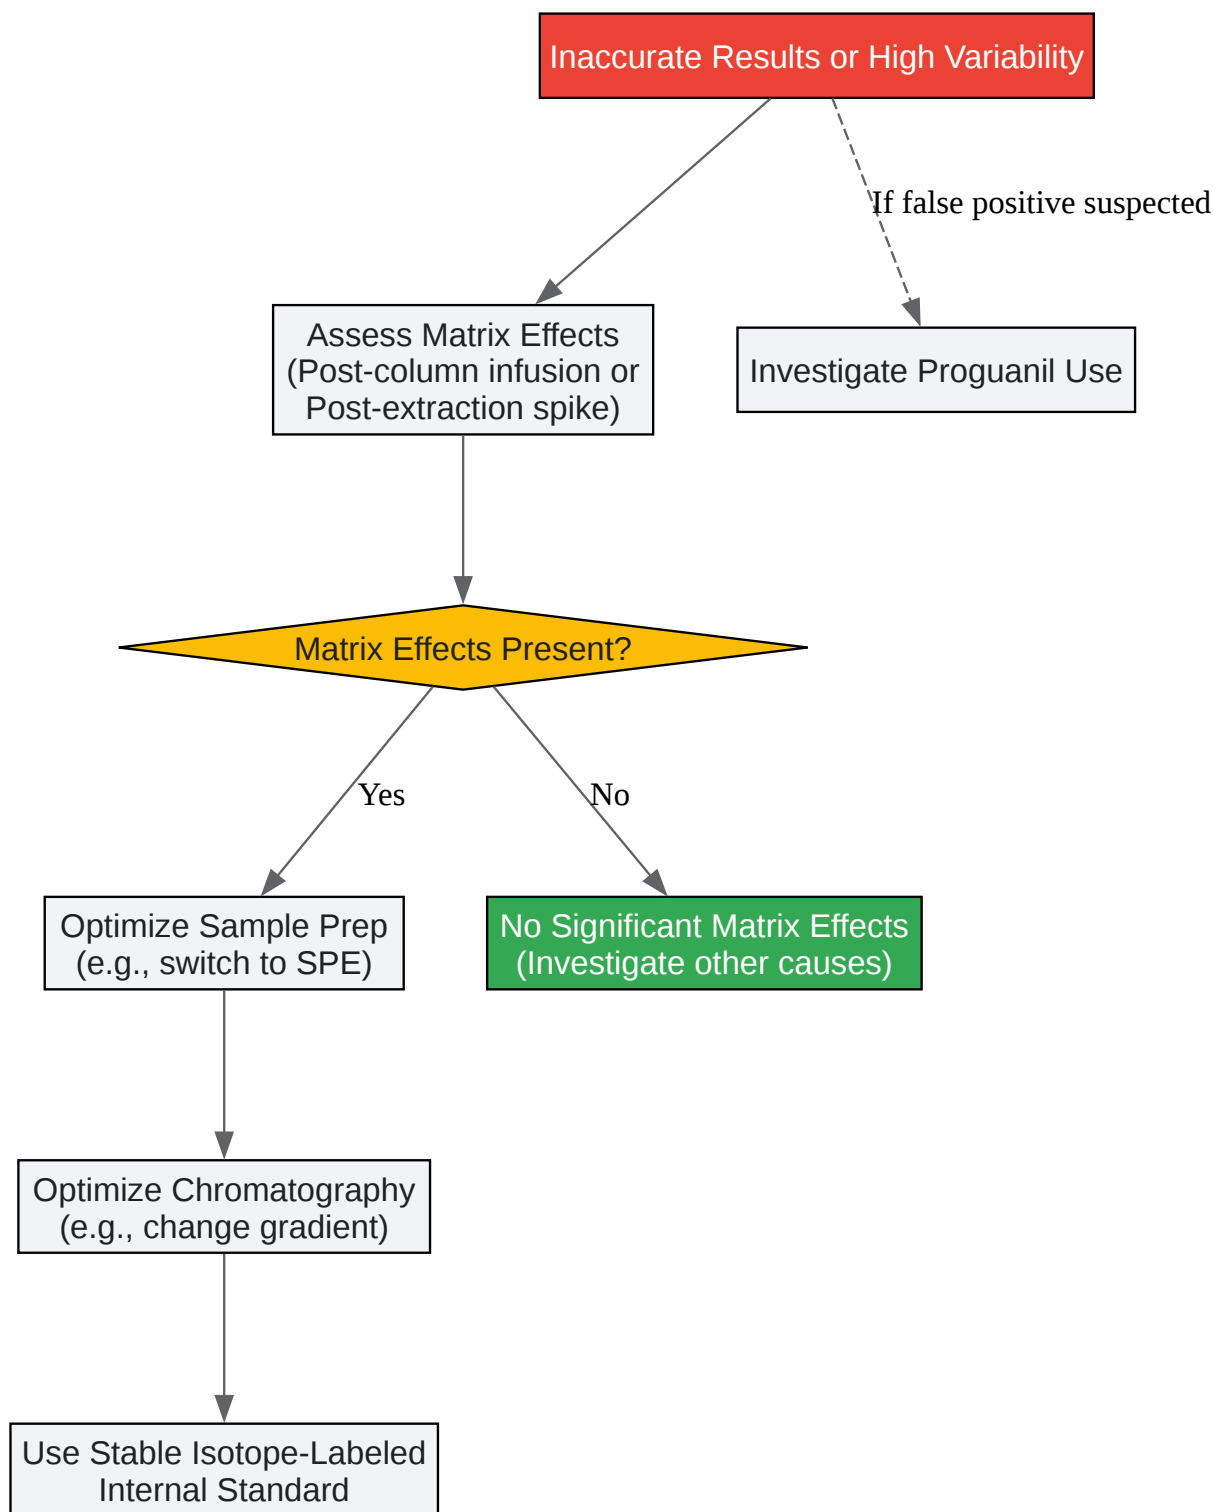 Inaccurate Results or High Variability
If false positive suspected
Assess Matrix Effects
(Post-column infusion or
Post-extraction spike)
Investigate Proguanil Use
Matrix Effects Present?
Yes
No
Optimize Sample Prep
(e.g., switch to SPE)
No Significant Matrix Effects
(Investigate other causes)
Optimize Chromatography
(e.g., change gradient)
Use Stable Isotope-Labeled
Internal Standard